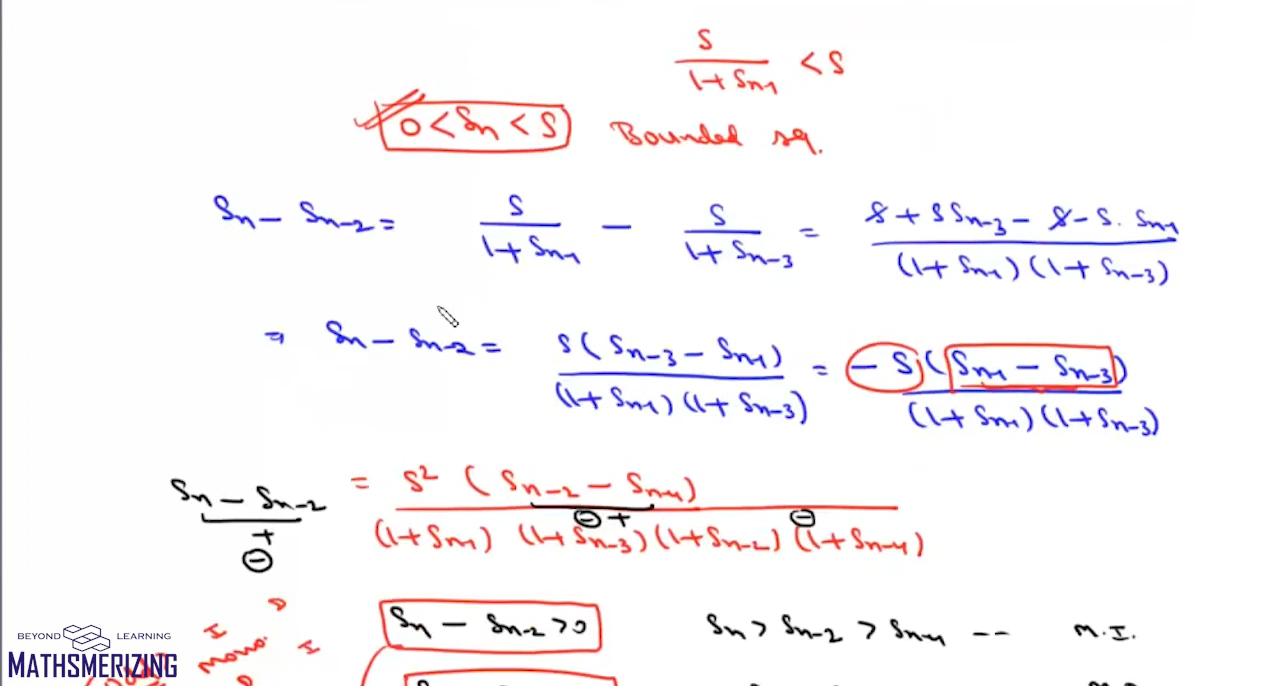 S / (1 + Sn-1) < S
0 < Sn < S Bounded sq.
Sn − Sn-2 = S / (1 + Sn-1) − S / (1 + Sn-3) = (S + S Sn-3 − S − S. Sn-1) / ((1 + Sn-1) (1 + Sn-3))
⇒ Sn − Sn-2 = S (Sn-3 − Sn-1) / ((1 + Sn-1) (1 + Sn-3)) = −S (Sn-1 − Sn-3) / ((1 + Sn-1) (1 + Sn-3))
Sn − Sn-2 = S² (Sn-2 − Sn-4) / ((1 + Sn-1) (1 + Sn-3) (1 + Sn-2) (1 + Sn-4))
⊖ + ⊖
+
⊖
Sn − Sn-2 > 0 Sn > Sn-2 > Sn-4 -- M.I.
I mono. I
BEYOND LEARNING
MATHSMERIZING